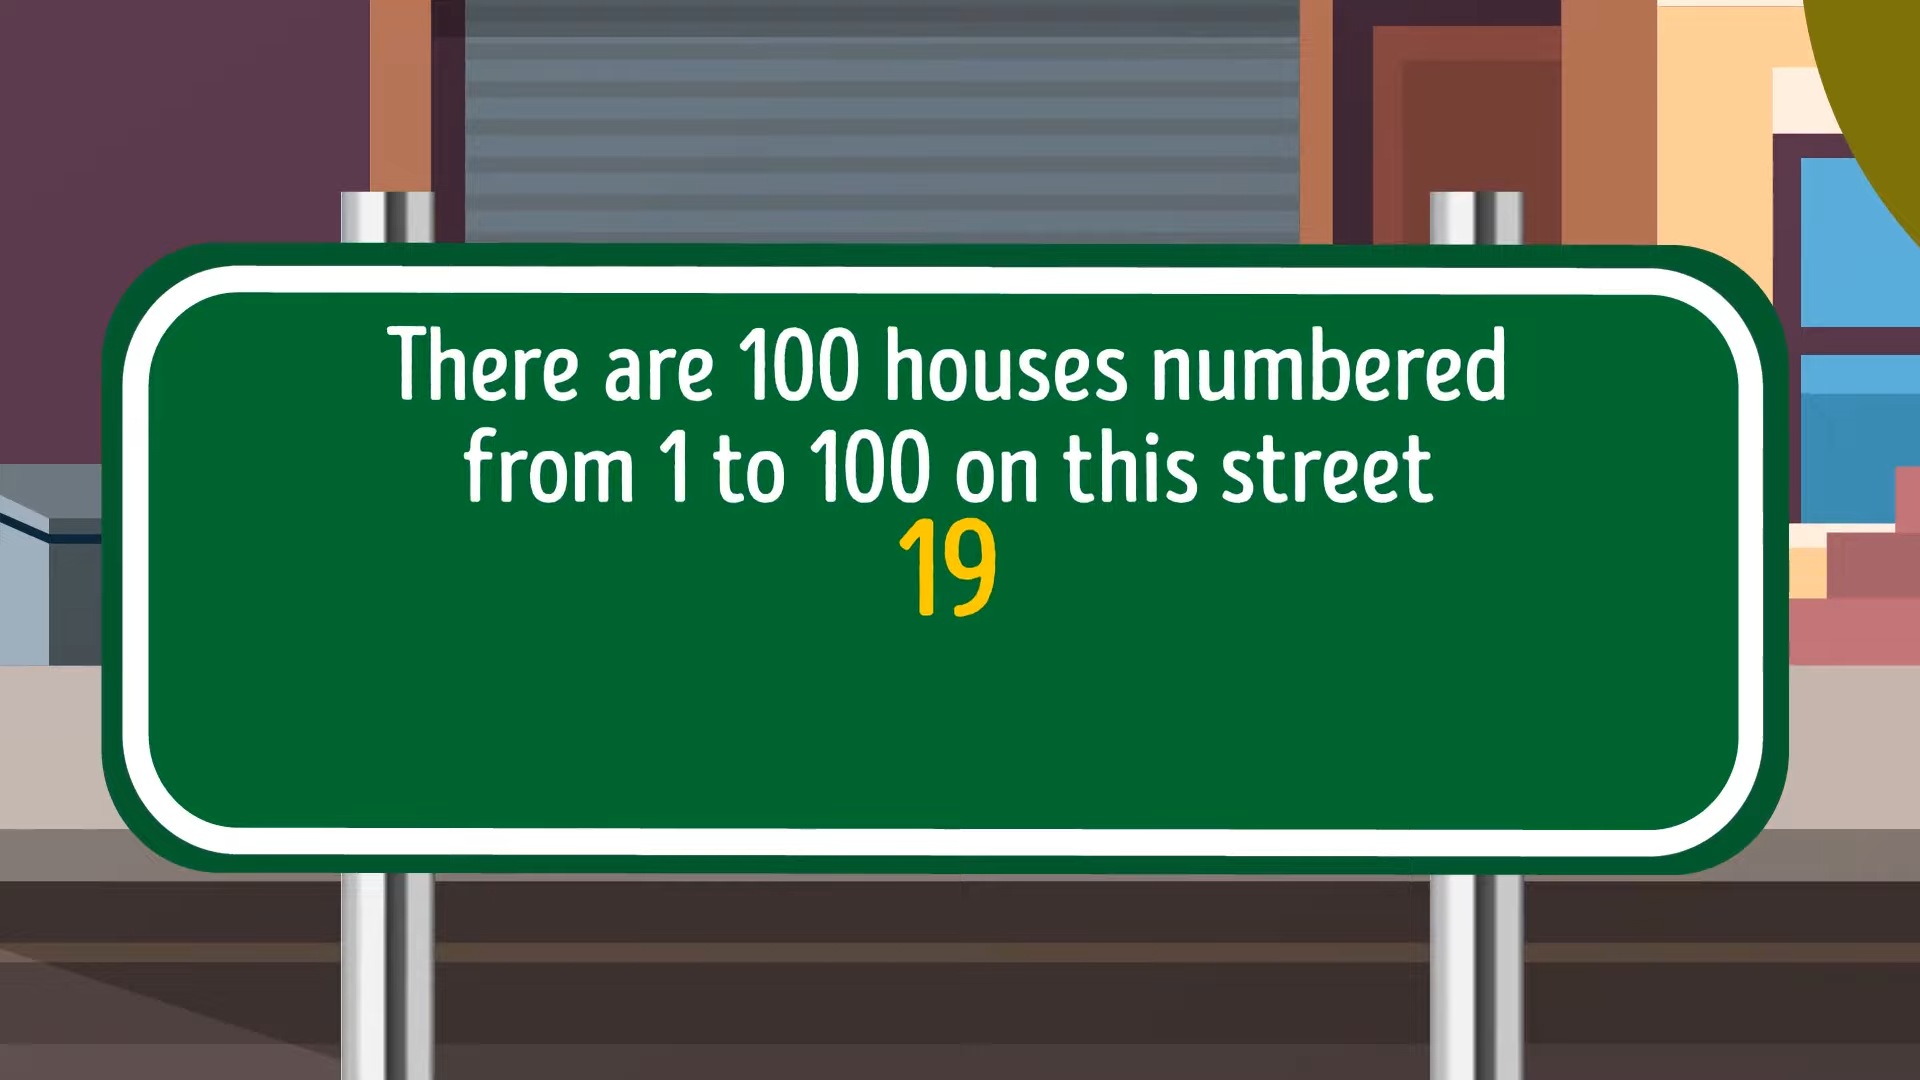 There are 100 houses numbered
from 1 to 100 on this street
19